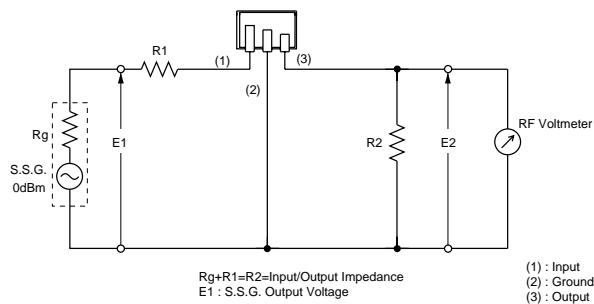 R1
(1)
(3)
(2)
Rg
S.S.G.
0dBm
E1
R2
E2
RF Voltmeter
Rg+R1=R2=Input/Output Impedance
E1 : S.S.G. Output Voltage
(1) : Input
(2) : Ground
(3) : Output